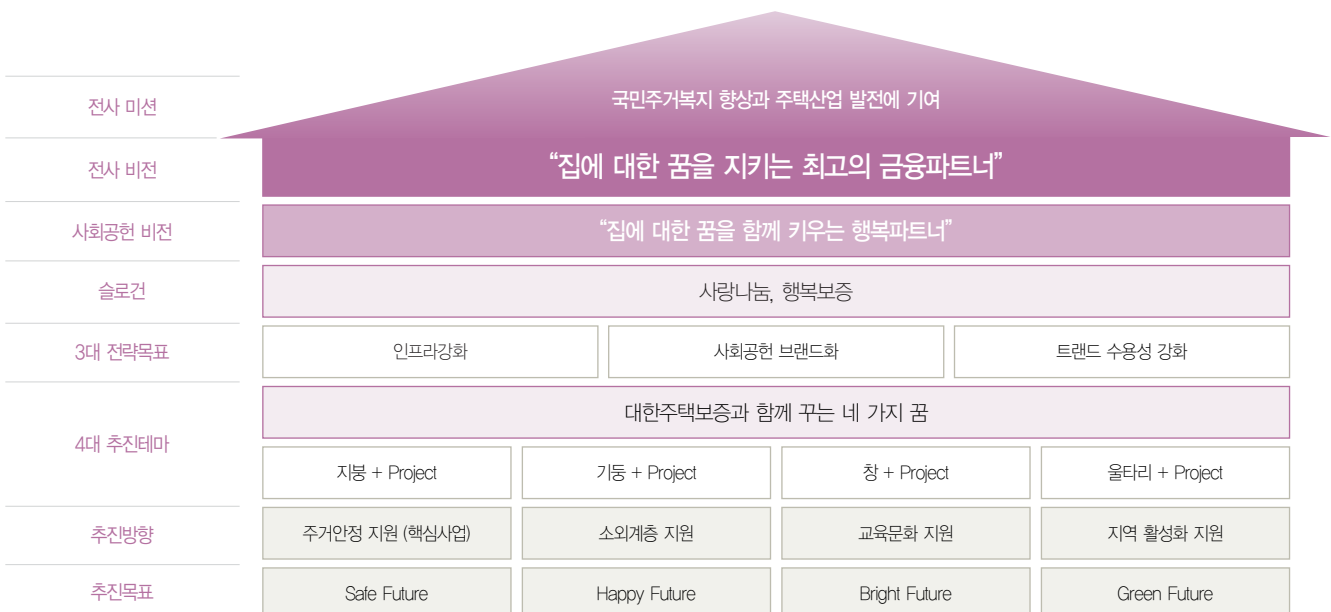 전사 미션
국민주거복지 향상과 주택산업 발전에 기여
전사 비전
“집에 대한 꿈을 지키는 최고의 금융파트너”
사회공헌 비전
“집에 대한 꿈을 함께 키우는 행복파트너”
슬로건
사랑나눔, 행복보증
3대 전략목표
인프라강화
사회공헌 브랜드화
트랜드 수용성 강화
4대 추진테마
대한주택보증과 함께 꾸는 네 가지 꿈
지붕 + Project
기둥 + Project
창 + Project
울타리 + Project
추진방향
주거안정 지원 (핵심사업)
소외계층 지원
교육문화 지원
지역 활성화 지원
추진목표
Safe Future
Happy Future
Bright Future
Green Future